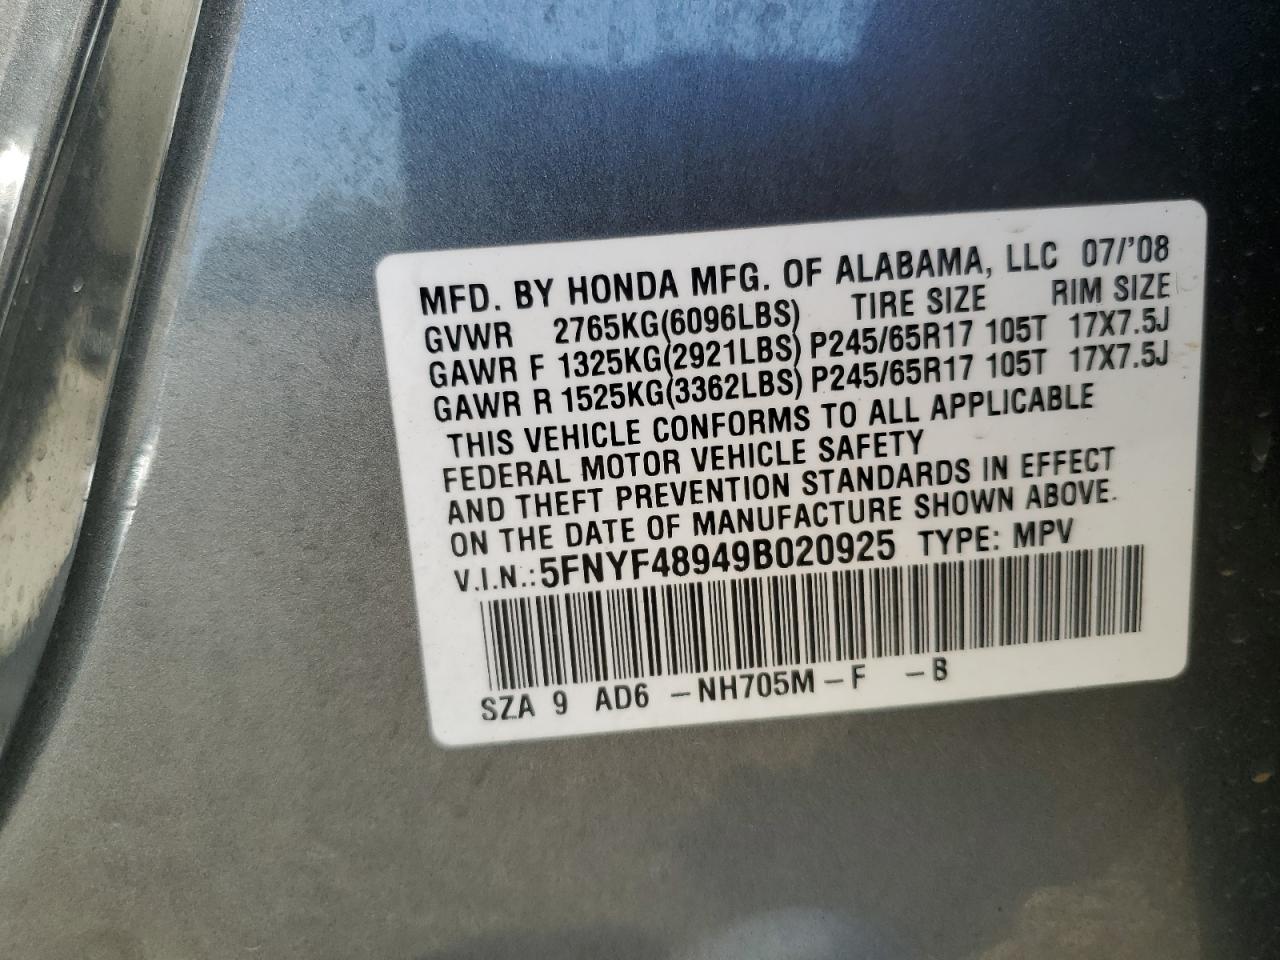 MFD. BY HONDA MFG. OF ALABAMA, LLC 07/'08
GVWR 2765KG(6096LBS) TIRE SIZE RIM SIZE
GAWR F 1325KG(2921LBS) P245/65R17 105T 17X7.5J
GAWR R 1525KG(3362LBS) P245/65R17 105T 17X7.5J
THIS VEHICLE CONFORMS TO ALL APPLICABLE
FEDERAL MOTOR VEHICLE SAFETY
AND THEFT PREVENTION STANDARDS IN EFFECT
ON THE DATE OF MANUFACTURE SHOWN ABOVE.
V.I.N.: 5FNYF48949B020925 TYPE: MPV
SZA 9 AD6 –NH705M–F –B